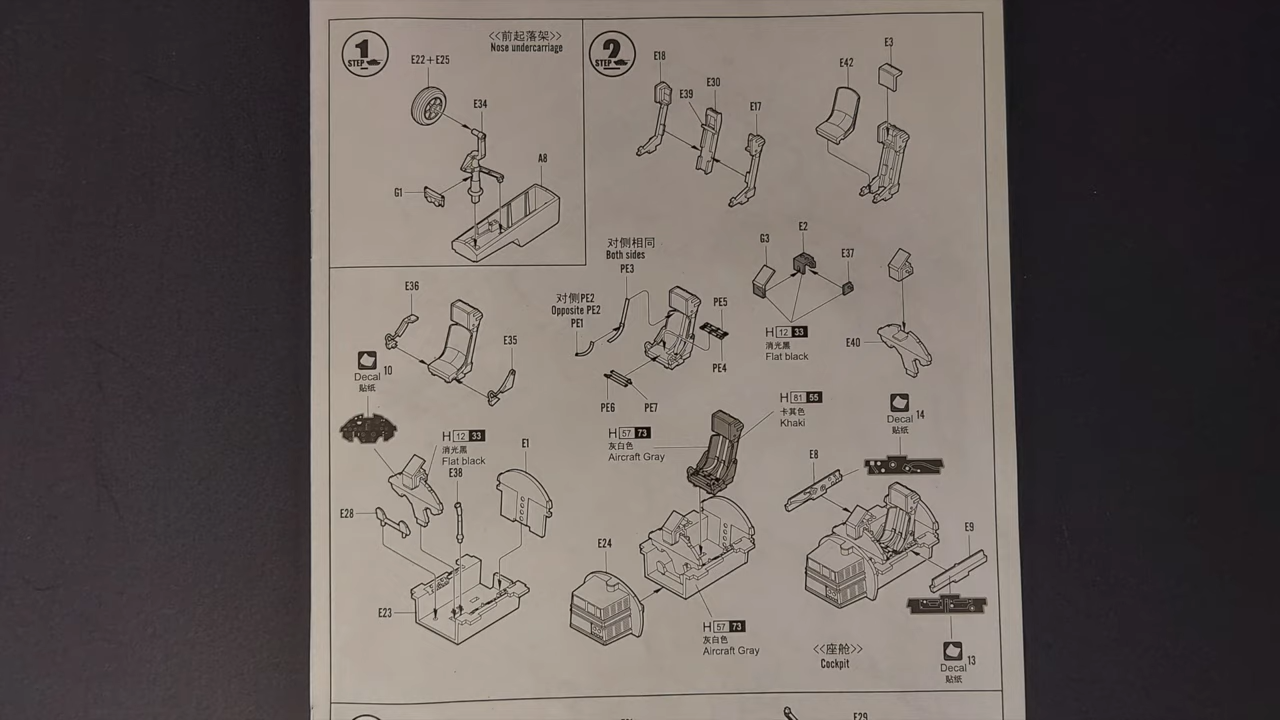 1
STEP
<<前起落架>>
Nose undercarriage
E22+E25
E34
A8
G1
2
STEP
E18
E39
E30
E17
E42
E3
对侧相同
Both sides
PE3
对侧PE2
Opposite PE2
PE1
PE5
PE4
PE6
PE7
G3
E2
E37
H 12 33
消光黑
Flat black
E40
E36
E35
Decal 10
贴纸
H 12 33
消光黑
Flat black
E38
E1
E28
E23
H 57 73
灰白色
Aircraft Gray
H 81 55
卡其色
Khaki
E24
H 57 73
灰白色
Aircraft Gray
Decal 14
贴纸
E8
E9
<<座舱>>
Cockpit
Decal 13
贴纸
E29